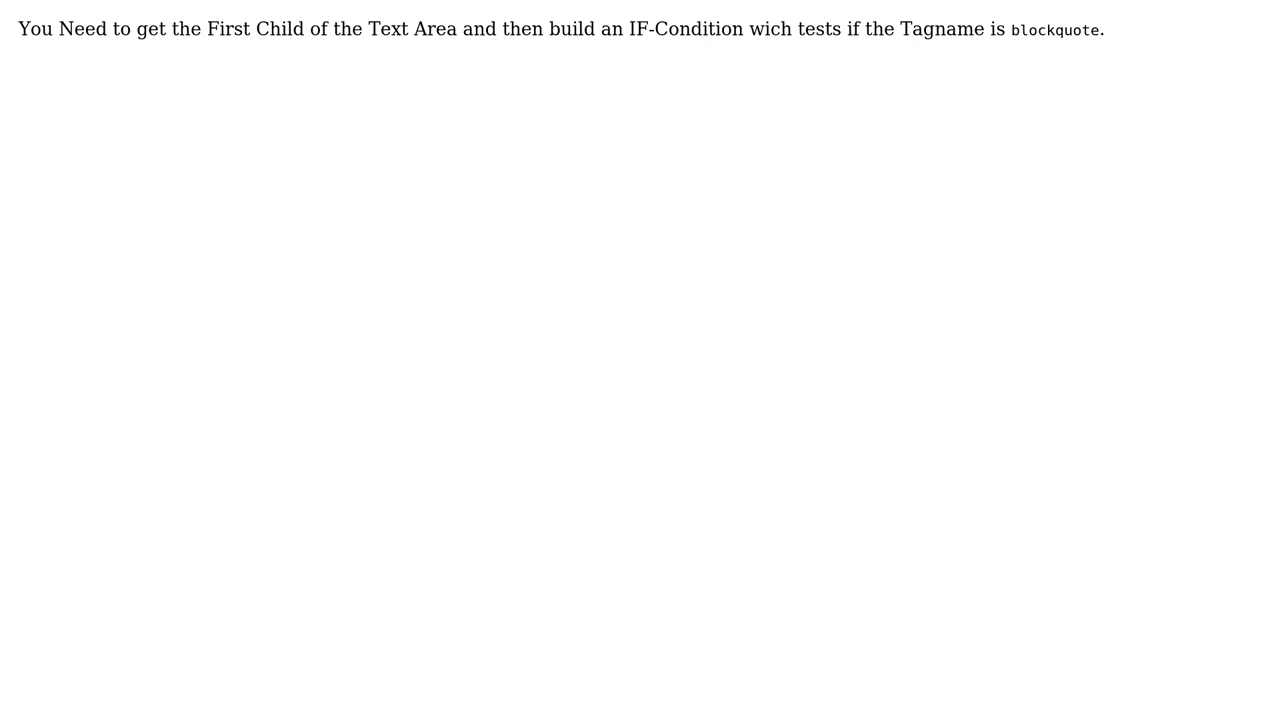 You Need to get the First Child of the Text Area and then build an IF-Condition wich tests if the Tagname is blockquote.